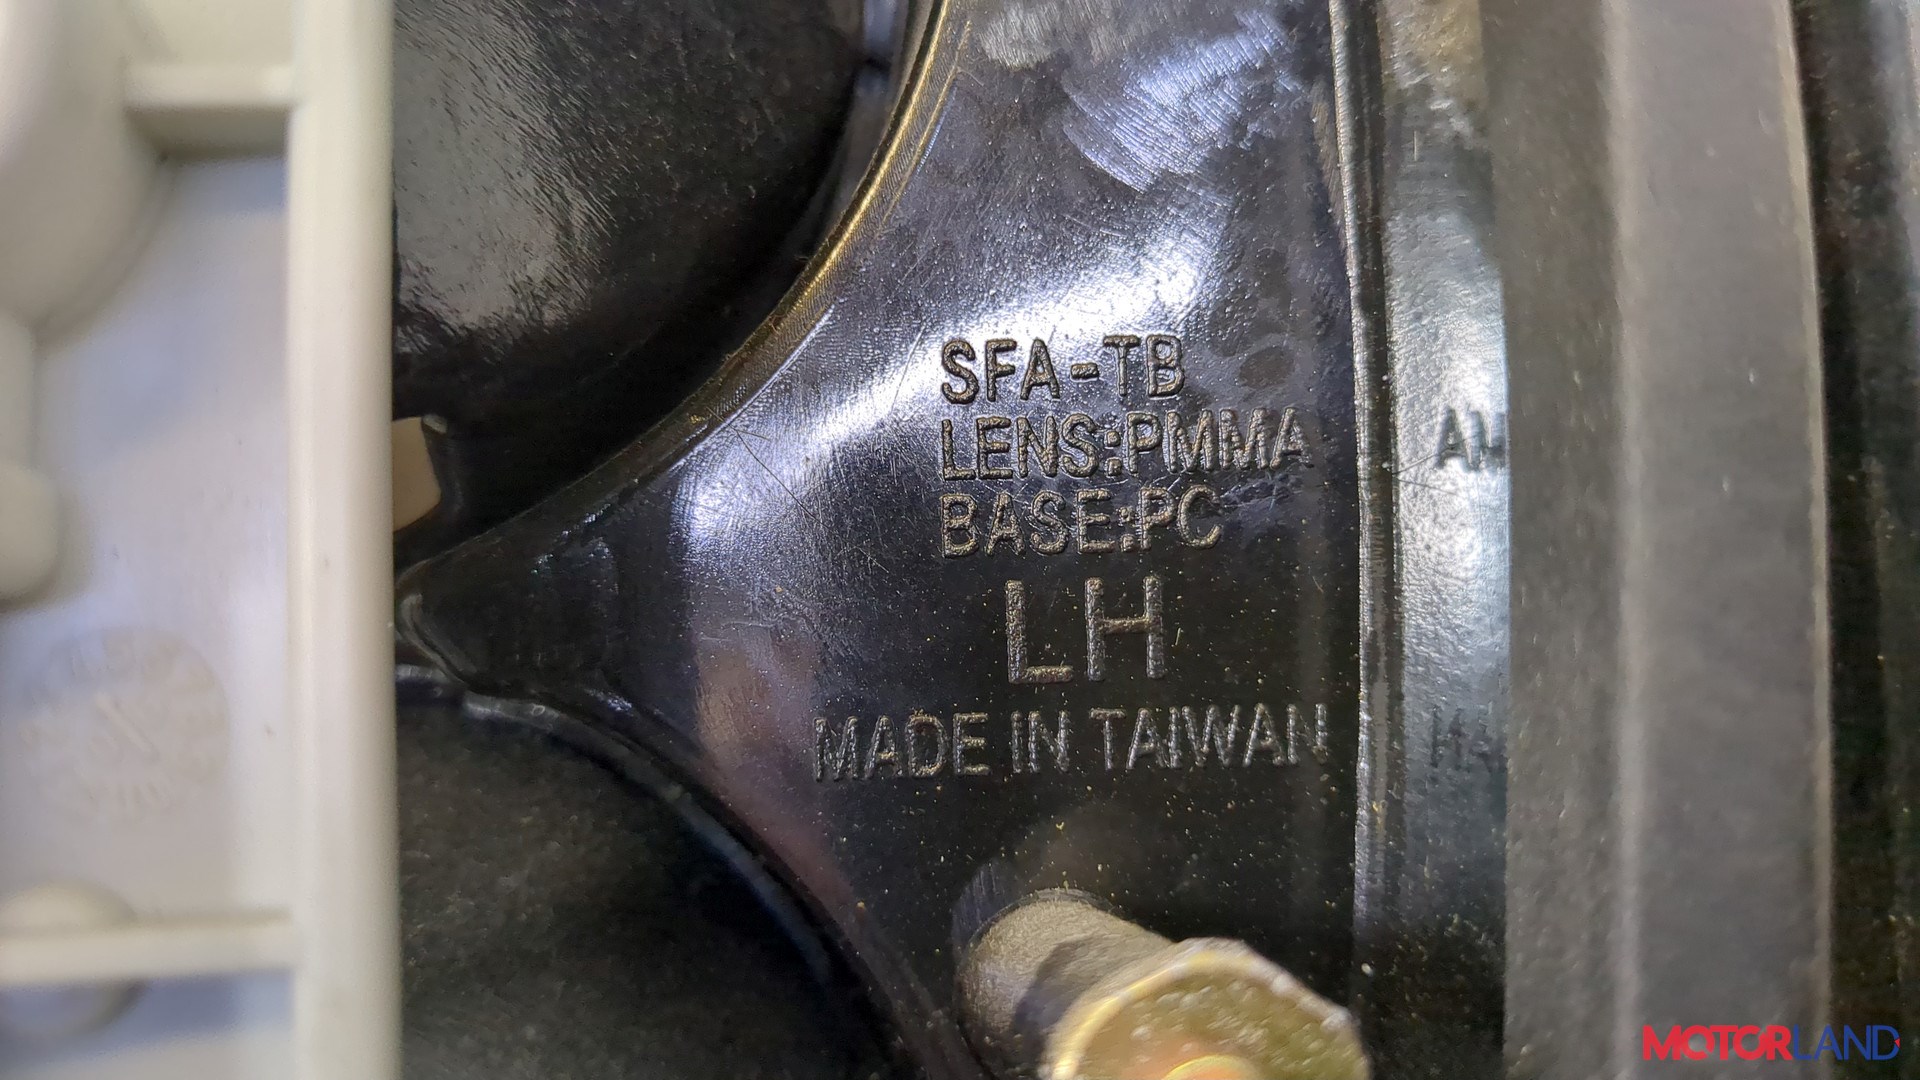 SFA-TB
LENS:PMMA
BASE:PC
LH
MADE IN TAIWAN
MOTORLAND